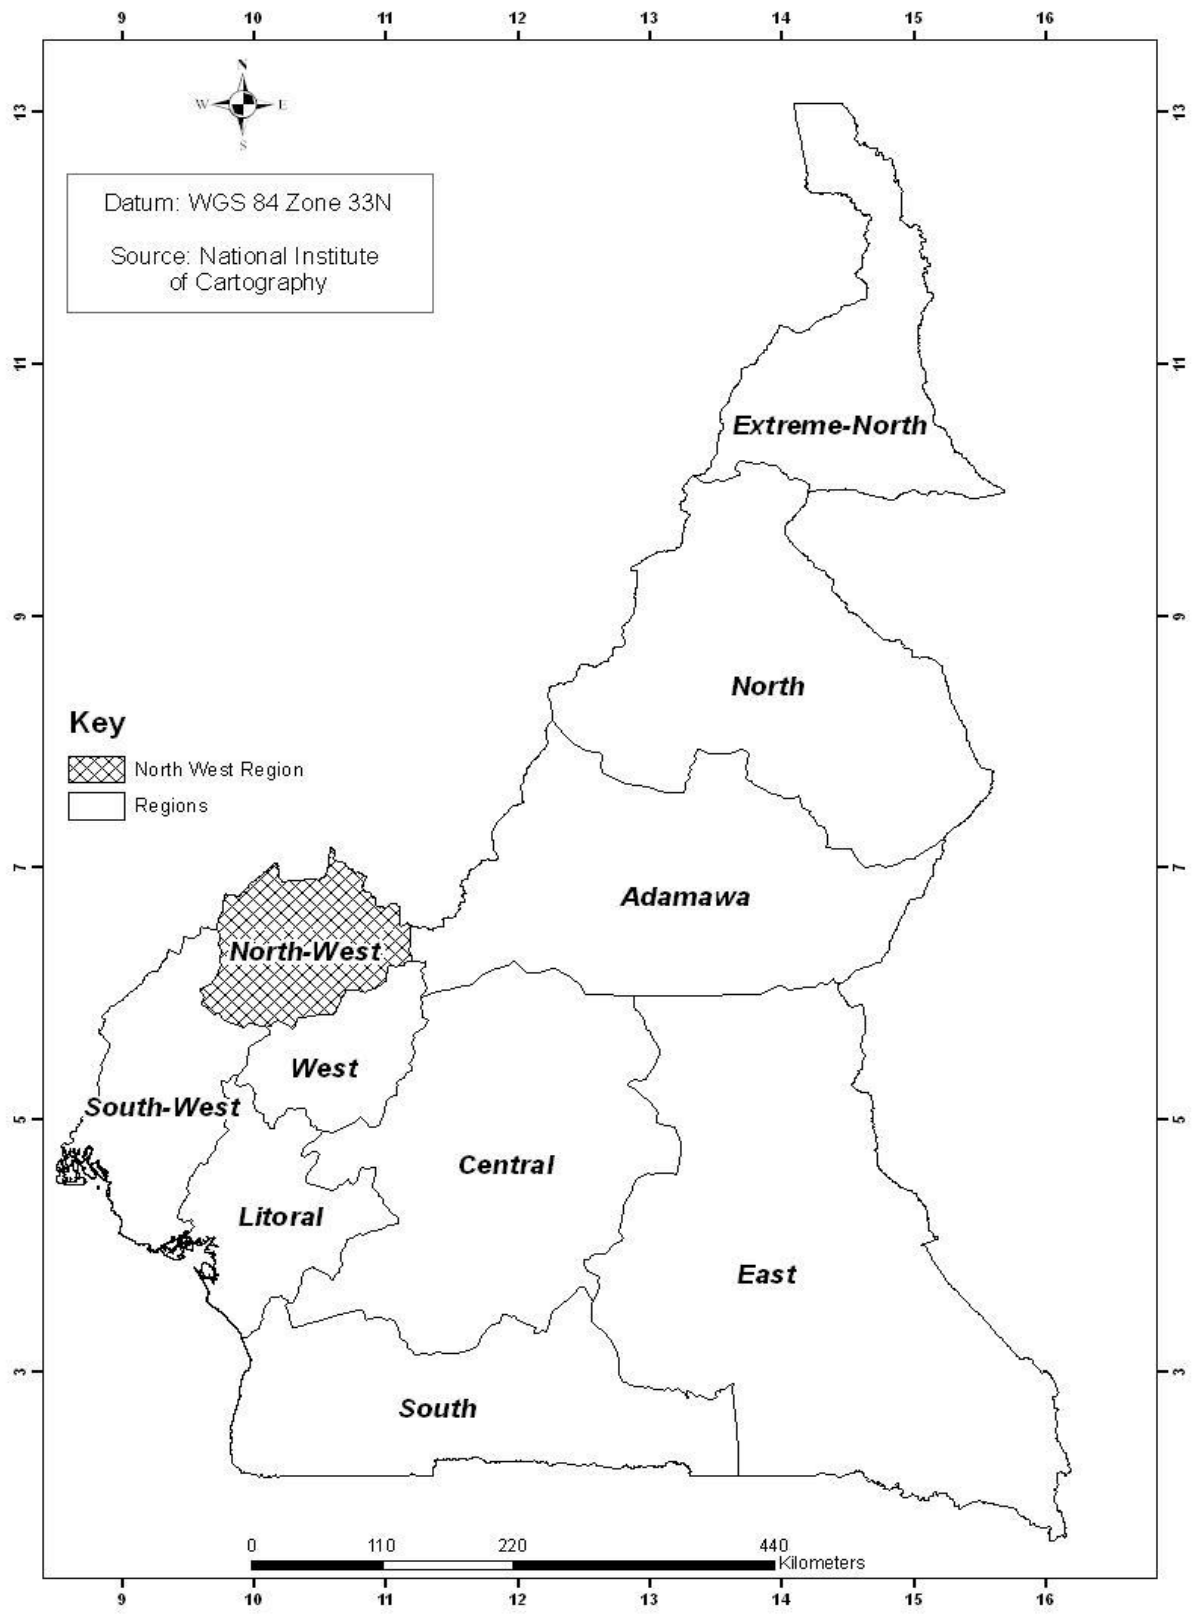 9 10 11 12 13 14 15 16
N
W E
S
13 13
Datum: WGS 84 Zone 33N
Source: National Institute
of Cartography
11 11
Extreme-North
9 9
North
Key
North West Region
Regions
7 7
Adamawa
North-West
West
South-West
5 5
Central
Litoral
East
3 3
South
0 110 220 440
Kilometers
9 10 11 12 13 14 15 16